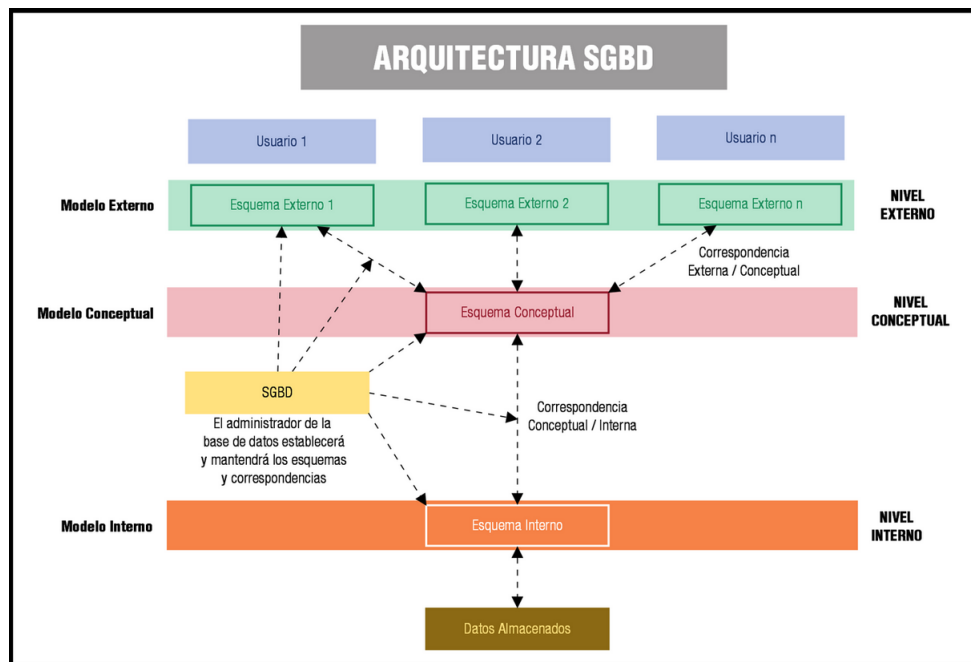 ARQUITECTURA SGBD
Usuario 1
Usuario 2
Usuario n
Modelo Externo
Esquema Externo 1
Esquema Externo 2
Esquema Externo n
NIVEL
EXTERNO
Correspondencia
Externa / Conceptual
Modelo Conceptual
Esquema Conceptual
NIVEL
CONCEPTUAL
SGBD
El administrador de la
base de datos establecerá
y mantendrá los esquemas
y correspondencias
Correspondencia
Conceptual / Interna
Modelo Interno
Esquema Interno
NIVEL
INTERNO
Datos Almacenados